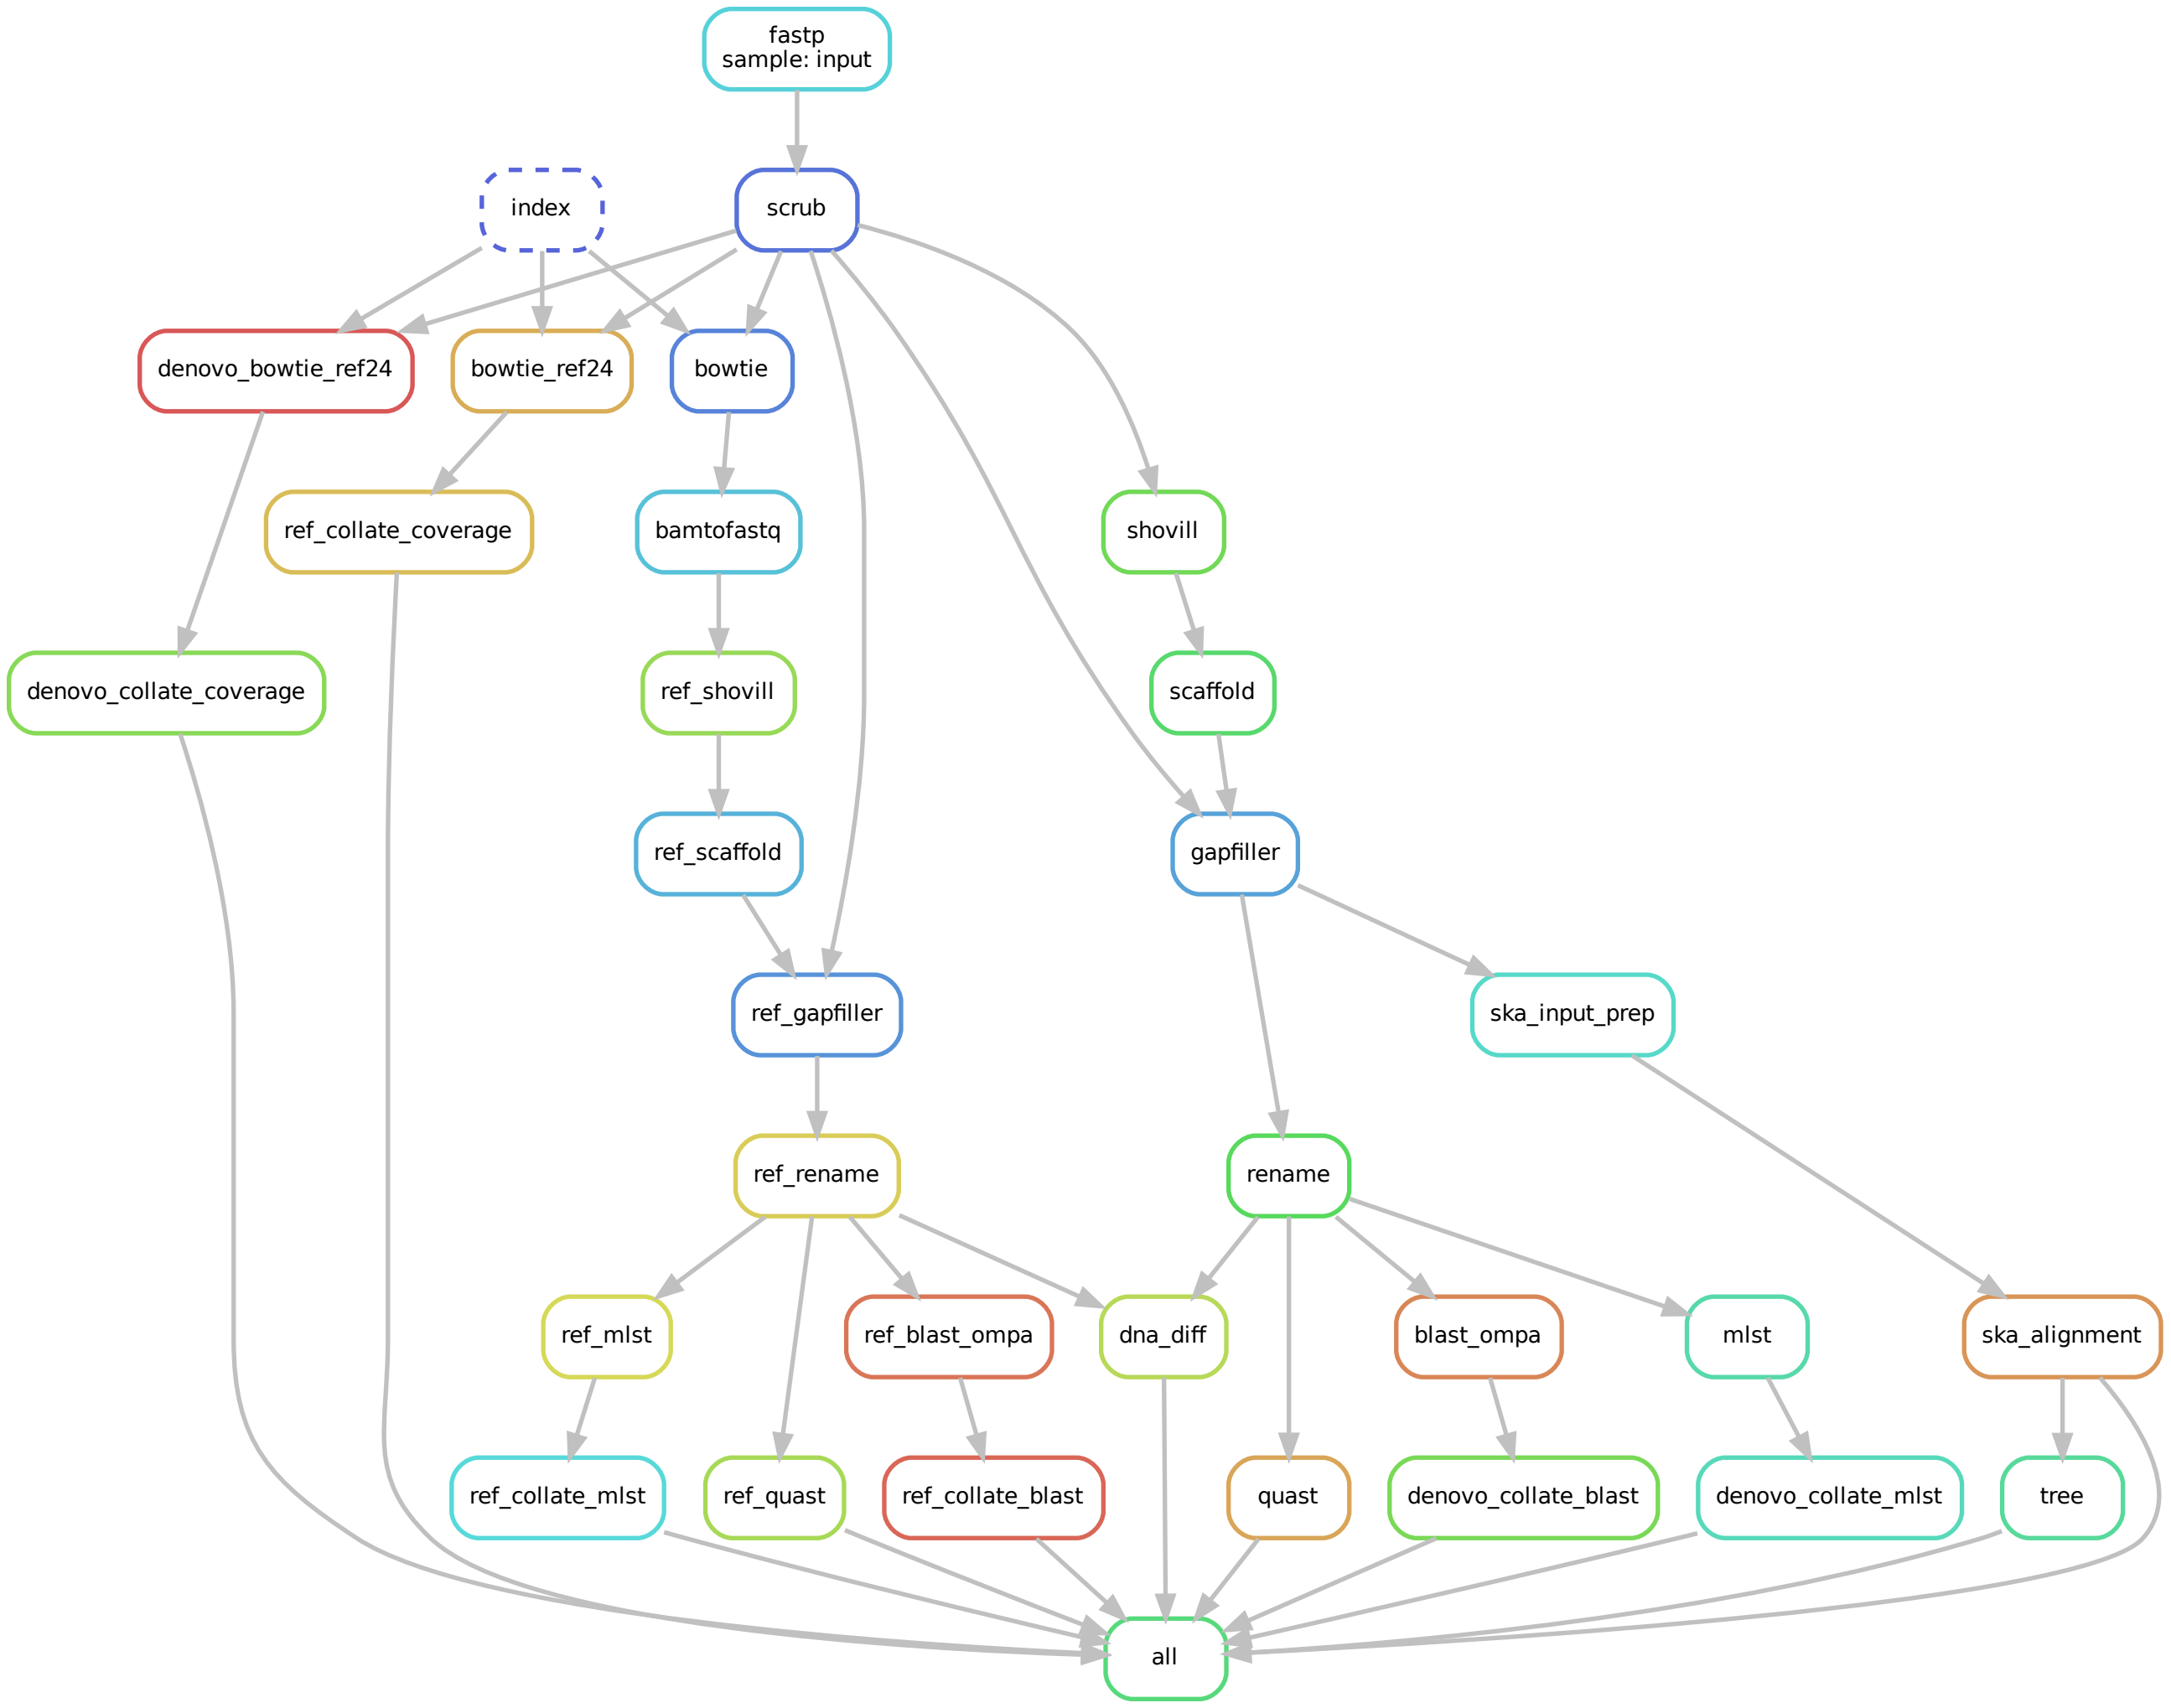 fastp
sample: input
index
scrub
denovo_bowtie_ref24
bowtie_ref24
bowtie
ref_collate_coverage
bamtofastq
shovill
denovo_collate_coverage
ref_shovill
scaffold
ref_scaffold
gapfiller
ref_gapfiller
ska_input_prep
ref_rename
rename
ref_mlst
ref_blast_ompa
dna_diff
blast_ompa
mlst
ska_alignment
ref_collate_mlst
ref_quast
ref_collate_blast
quast
denovo_collate_blast
denovo_collate_mlst
tree
all